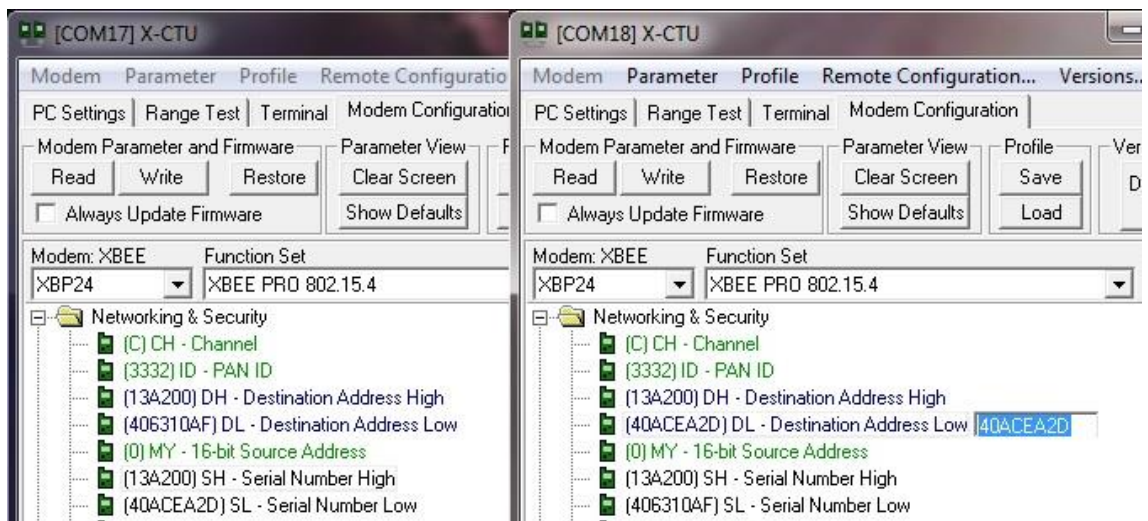 [COM17] X-CTU
Modem Parameter Profile Remote Configuratio
PC Settings Range Test Terminal Modem Configuration
Modem Parameter and Firmware Parameter View
Read Write Restore Clear Screen
Always Update Firmware Show Defaults
Modem: XBEE Function Set
XBP24 XBEE PRO 802.15.4
Networking & Security
(C) CH - Channel
(3332) ID - PAN ID
(13A200) DH - Destination Address High
(406310AF) DL - Destination Address Low
(0) MY - 16-bit Source Address
(13A200) SH - Serial Number High
(40ACEA2D) SL - Serial Number Low
[COM18] X-CTU
Modem Parameter Profile Remote Configuration... Versions..
PC Settings Range Test Terminal Modem Configuration
Modem Parameter and Firmware Parameter View Profile Ver
Read Write Restore Clear Screen Save D
Always Update Firmware Show Defaults Load
Modem: XBEE Function Set
XBP24 XBEE PRO 802.15.4
Networking & Security
(C) CH - Channel
(3332) ID - PAN ID
(13A200) DH - Destination Address High
(40ACEA2D) DL - Destination Address Low 40ACEA2D
(0) MY - 16-bit Source Address
(13A200) SH - Serial Number High
(406310AF) SL - Serial Number Low